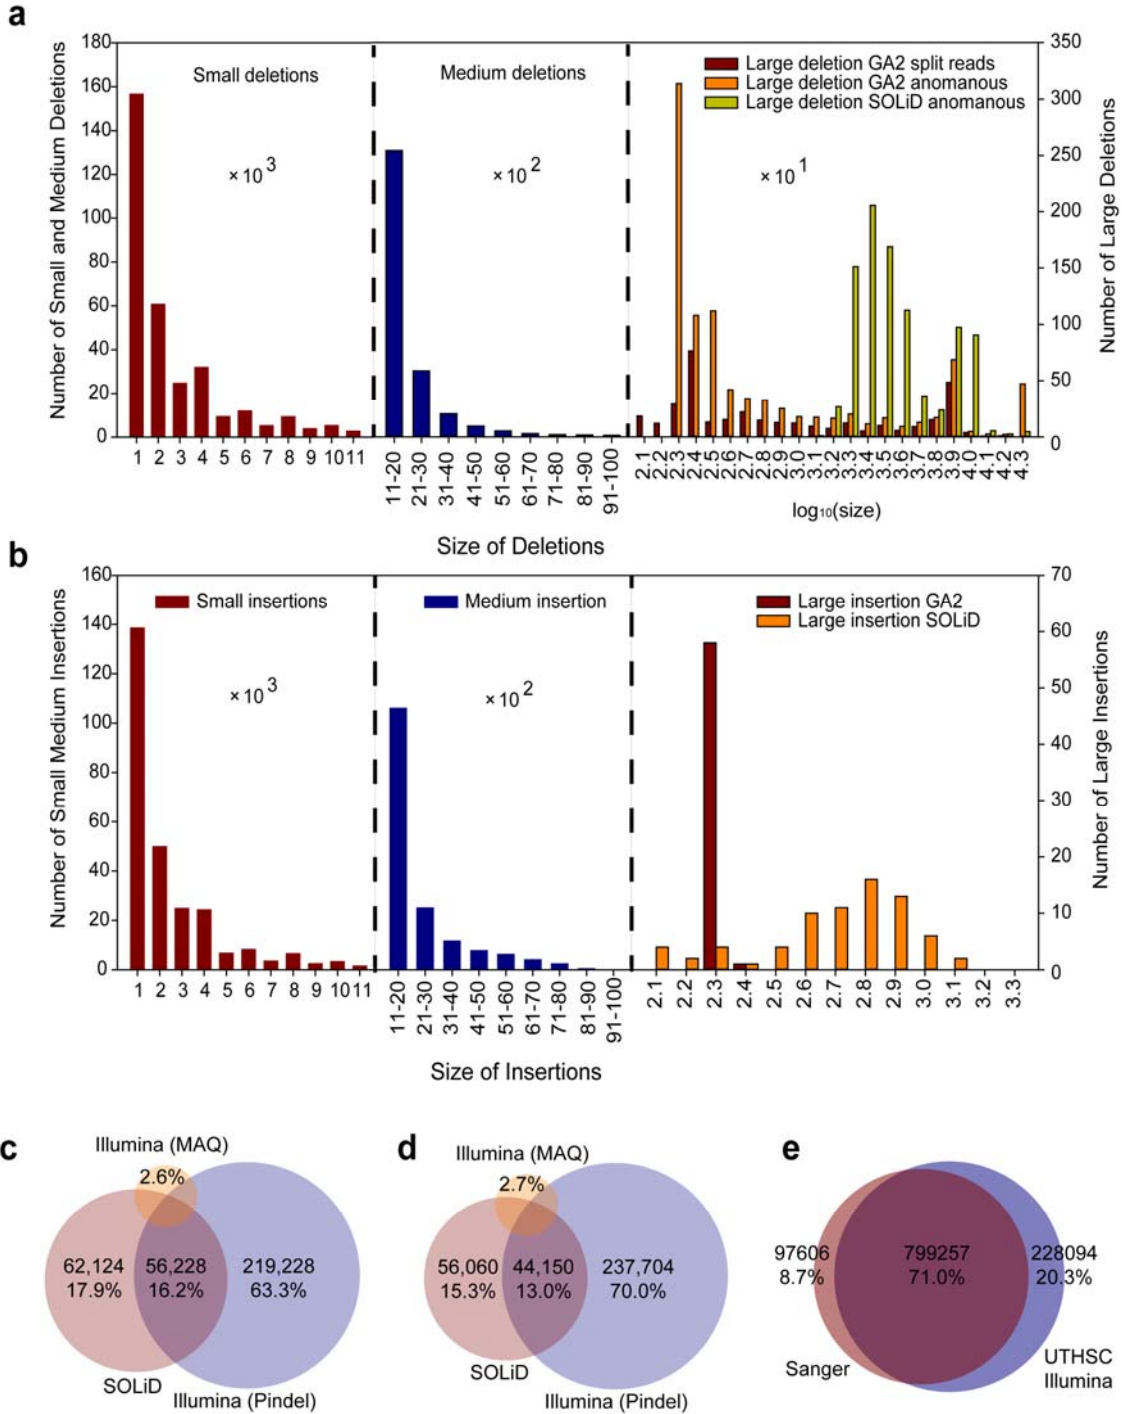 a
Number of Small and Medium Deletions
180
160
140
120
100
80
60
40
20
0
Small deletions
× 10 3
Medium deletions
× 10 2
Large deletion GA2 split reads
Large deletion GA2 anomanous
Large deletion SOLiD anomanous
× 10 1
350
300
250
200
150
100
50
0
Number of Large Deletions
1 2 3 4 5 6 7 8 9 10 11
11-20 21-30 31-40 41-50 51-60 61-70 71-80 81-90 91-100
2.1 2.2 2.3 2.4 2.5 2.6 2.7 2.8 2.9 3.0 3.1 3.2 3.3 3.4 3.5 3.6 3.7 3.8 3.9 4.0 4.1 4.2 4.3
log10(size)
Size of Deletions
b
Number of Small Medium Insertions
160
140
120
100
80
60
40
20
0
Small insertions
× 10 3
Medium insertion
× 10 2
Large insertion GA2
Large insertion SOLiD
70
60
50
40
30
20
10
0
Number of Large Insertions
1 2 3 4 5 6 7 8 9 10 11
11-20 21-30 31-40 41-50 51-60 61-70 71-80 81-90 91-100
2.1 2.2 2.3 2.4 2.5 2.6 2.7 2.8 2.9 3.0 3.1 3.2 3.3
Size of Insertions
c
Illumina (MAQ)
2.6%
62,124 56,228 219,228
17.9% 16.2% 63.3%
SOLiD
Illumina (Pindel)
d
Illumina (MAQ)
2.7%
56,060 44,150 237,704
15.3% 13.0% 70.0%
SOLiD
Illumina (Pindel)
e
97606 799257 228094
8.7% 71.0% 20.3%
Sanger
UTHSC
Illumina